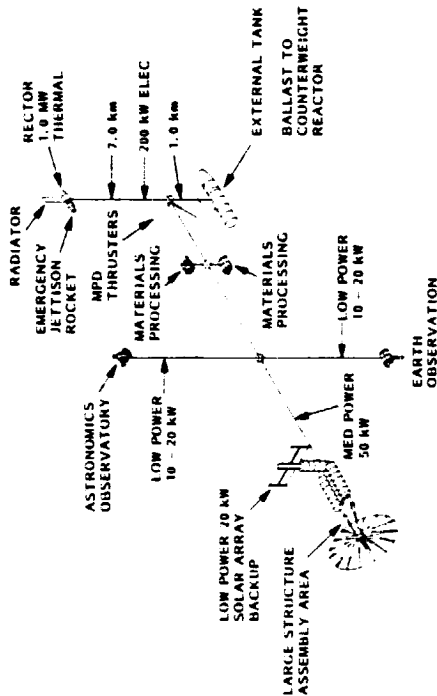 RADIATOR
EMERGENCY
JETTISON
ROCKET
RECTOR
1.0 MW
THERMAL
7.0 km
200 kW ELEC
1.0 km
MPD
THRUSTERS
EXTERNAL TANK
BALLAST TO
COUNTERWEIGHT
REACTOR
MATERIALS
PROCESSING
MATERIALS
PROCESSING
ASTRONOMICS
OBSERVATORY
LOW POWER
10 - 20 kW
LOW POWER
10 - 20 kW
EARTH
OBSERVATION
MED POWER
50 kW
LOW POWER 20 kW
SOLAR ARRAY
BACKUP
LARGE STRUCTURE
ASSEMBLY AREA